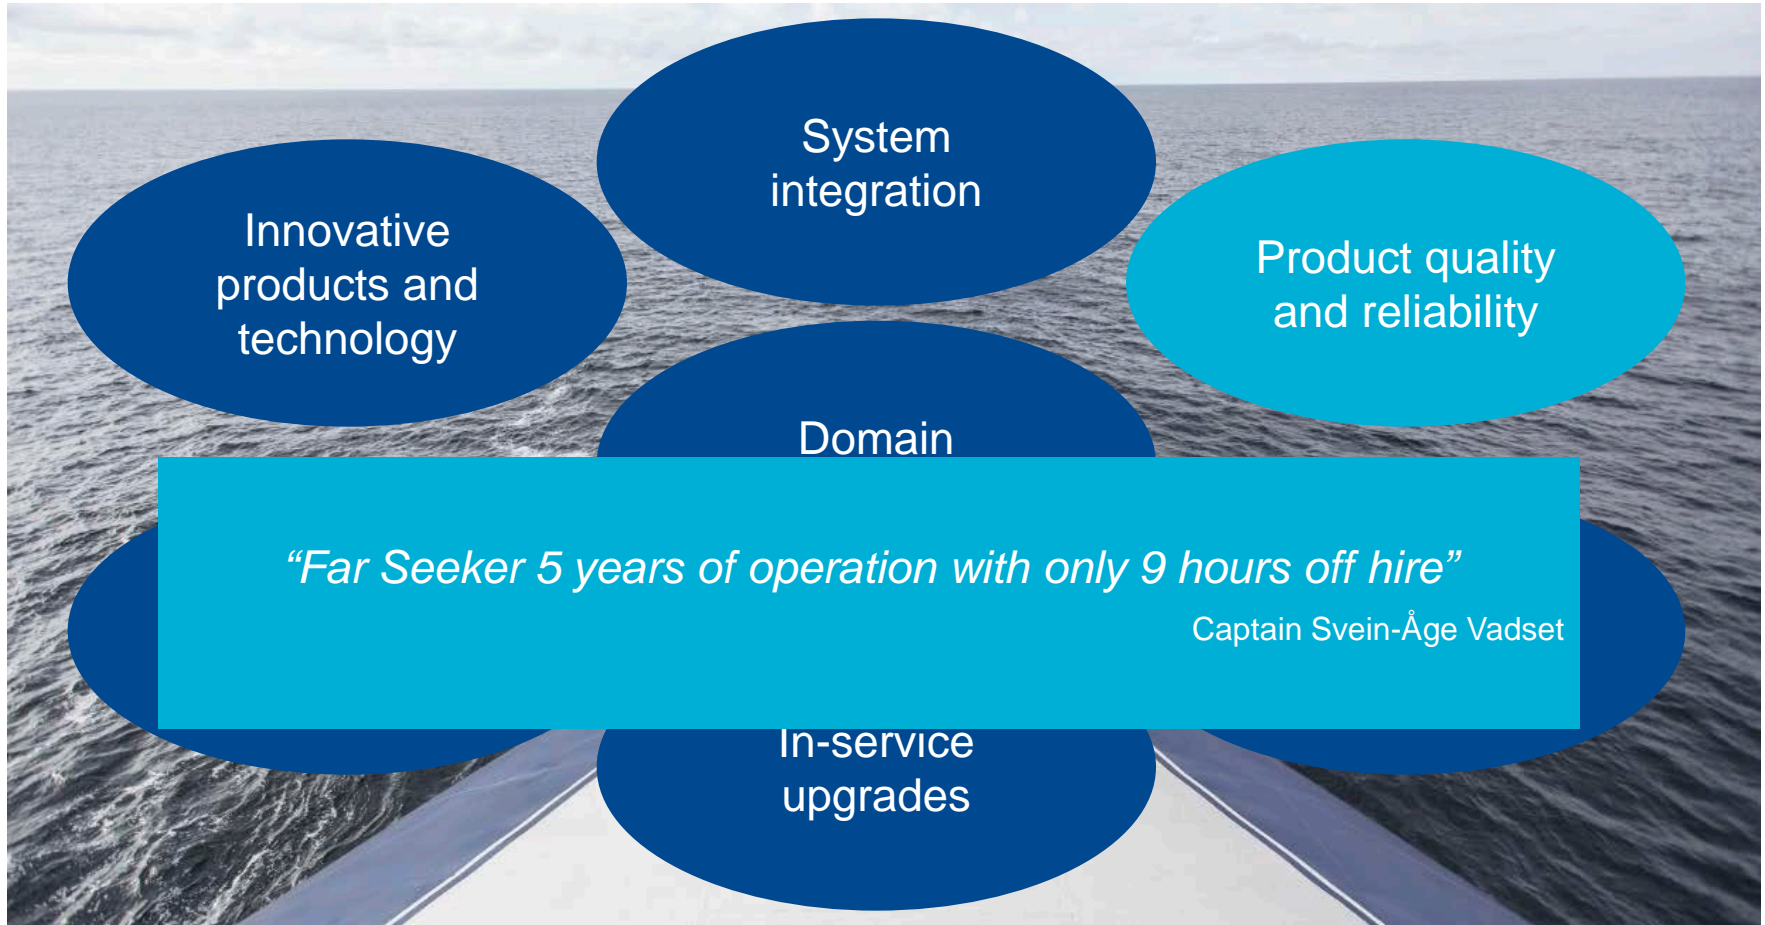 System
integration
Innovative
products and
technology
Product quality
and reliability
Domain
“Far Seeker 5 years of operation with only 9 hours off hire”
Captain Svein-Åge Vadset
In-service
upgrades